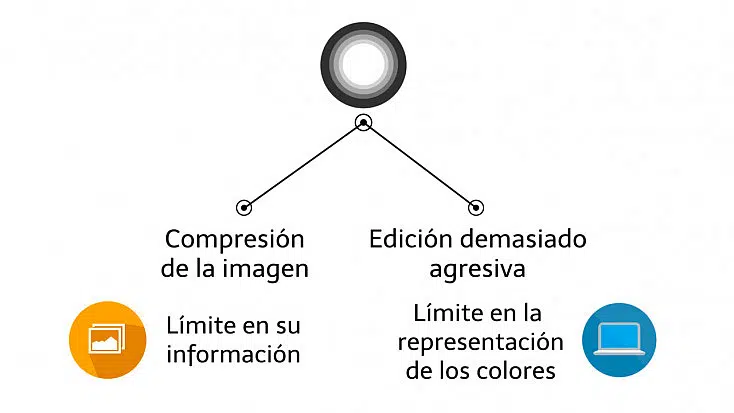 Compresión
de la imagen
Edición demasiado
agresiva
Límite en su
información
Límite en la
representación
de los colores